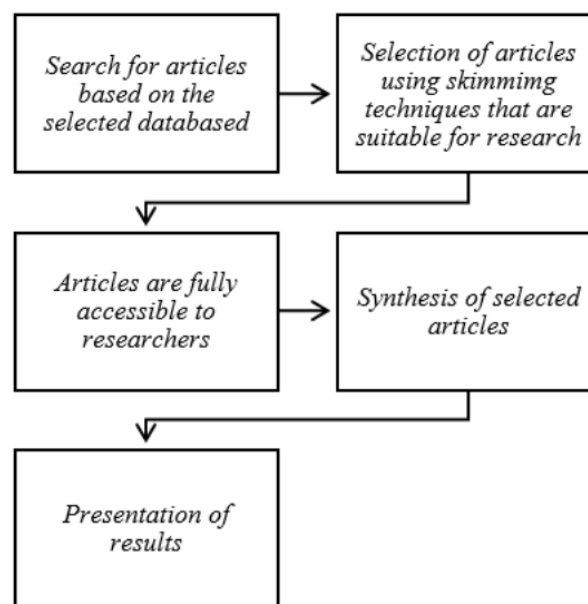 Search for articles
based on the
selected databased
Selection of articles
using skimmimg
techniques that are
suitable for research
Articles are fully
accessible to
researchers
Synthesis of selected
articles
Presentation of
results